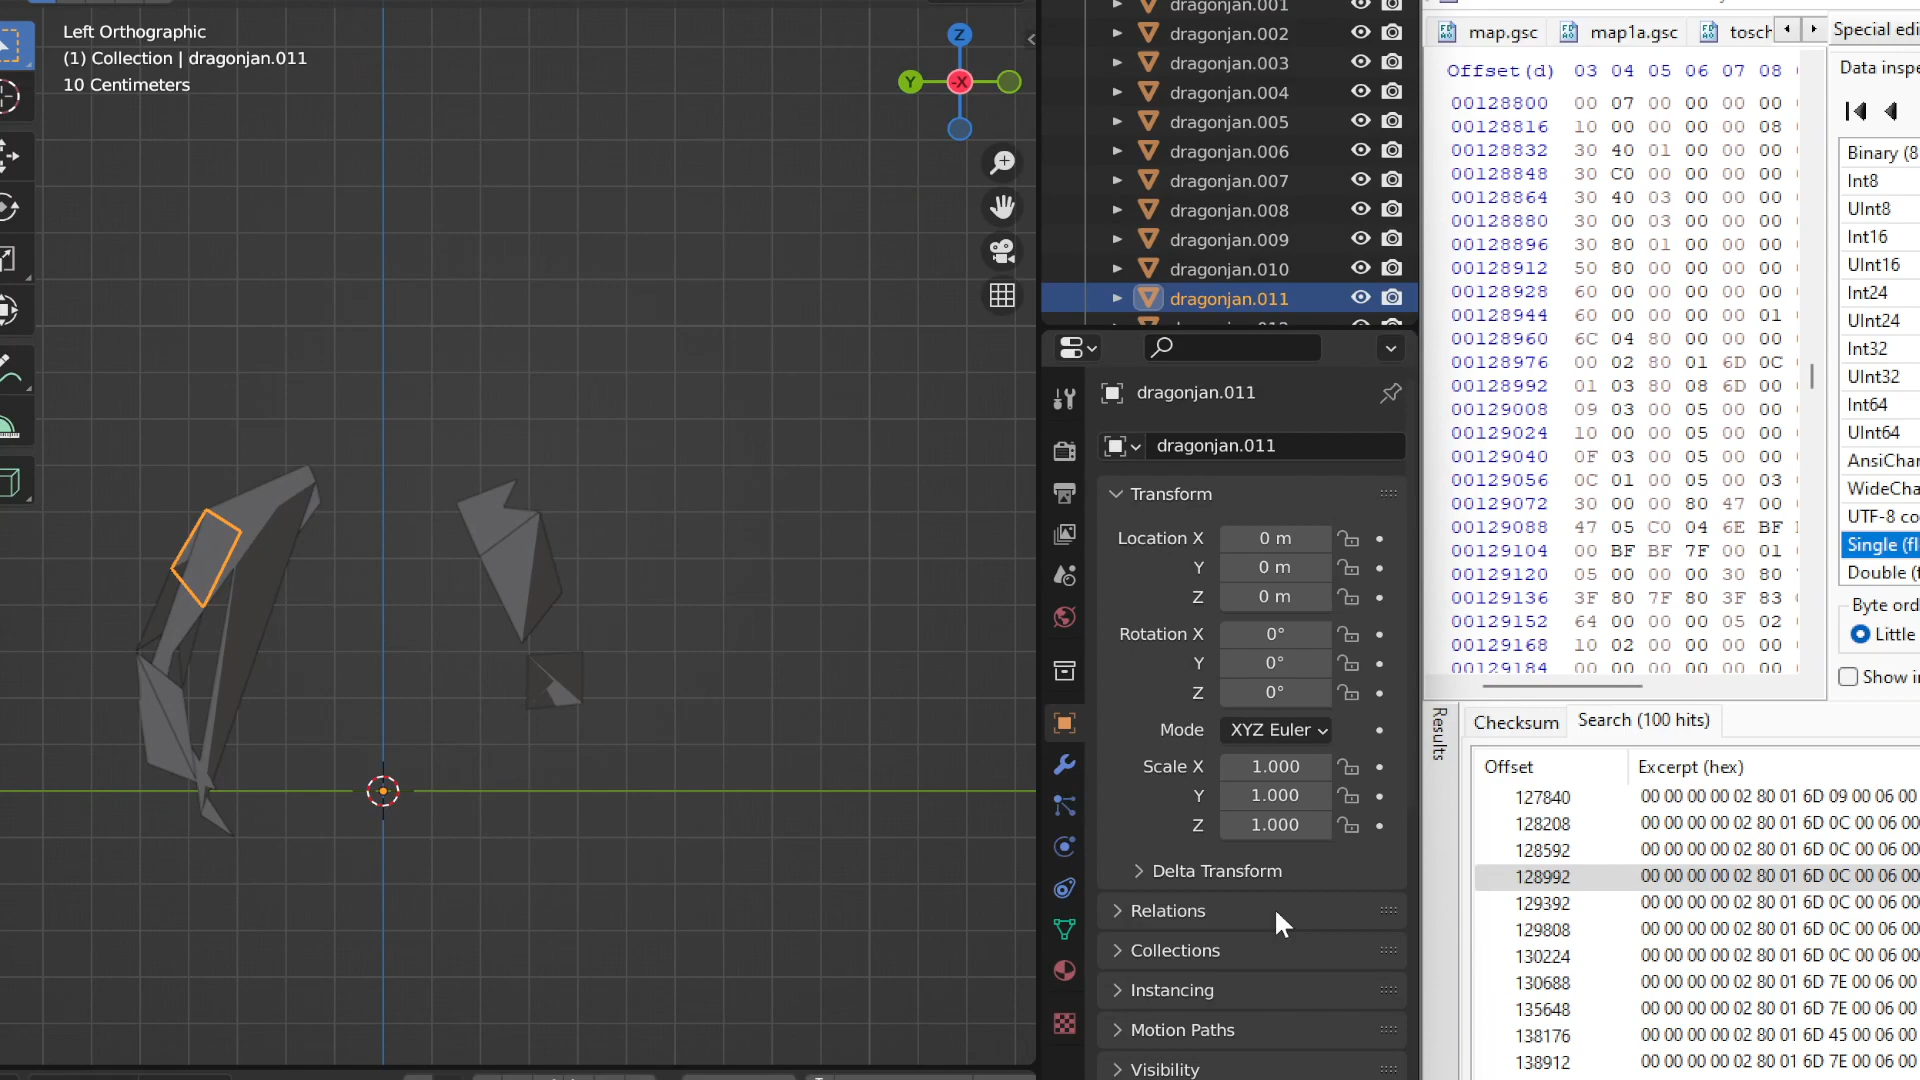 Left Orthographic
(1) Collection | dragonjan.011
10 Centimeters
Z
Y
-X
dragonjan.001
dragonjan.002
dragonjan.003
dragonjan.004
dragonjan.005
dragonjan.006
dragonjan.007
dragonjan.008
dragonjan.009
dragonjan.010
dragonjan.011
dragonjan.011
dragonjan.011
Transform
Location X 0 m
Y 0 m
Z 0 m
Rotation X 0°
Y 0°
Z 0°
Mode XYZ Euler
Scale X 1.000
Y 1.000
Z 1.000
Delta Transform
Relations
Collections
Instancing
Motion Paths
Visibility
map.gsc map1a.gsc tosch
Offset(d) 03 04 05 06 07 08
00128800 00 07 00 00 00 00
00128816 10 00 00 00 00 08
00128832 30 40 01 00 00 00
00128848 30 C0 00 00 00 00
00128864 30 40 03 00 00 00
00128880 30 00 03 00 00 00
00128896 30 80 01 00 00 00
00128912 50 80 00 00 00 00
00128928 60 00 00 00 00 00
00128944 60 00 00 00 00 01
00128960 6C 04 80 00 00 00
00128976 00 02 80 01 6D 0C
00128992 01 03 80 08 6D 00
00129008 09 03 00 05 00 00
00129024 10 00 00 05 00 00
00129040 0F 03 00 05 00 00
00129056 0C 01 00 05 00 03
00129072 30 00 00 80 47 00
00129088 47 05 C0 04 6E BF
00129104 00 BF BF 7F 00 01
00129120 05 00 00 00 30 80
00129136 3F 80 7F 80 3F 83
00129152 64 00 00 00 05 02
00129168 10 02 00 00 00 00
00129184 00 00 00 00 00 00
Special edi
Data inspe
Binary (8
Int8
UInt8
Int16
UInt16
Int24
UInt24
Int32
UInt32
Int64
UInt64
AnsiChar
WideCha
UTF-8 co
Single (fl
Double (f
Byte ord
Little
Show in
Results
Checksum Search (100 hits)
Offset Excerpt (hex)
127840 00 00 00 00 02 80 01 6D 09 00 06 00
128208 00 00 00 00 02 80 01 6D 0C 00 06 00
128592 00 00 00 00 02 80 01 6D 0C 00 06 00
128992 00 00 00 00 02 80 01 6D 0C 00 06 00
129392 00 00 00 00 02 80 01 6D 0C 00 06 00
129808 00 00 00 00 02 80 01 6D 0C 00 06 00
130224 00 00 00 00 02 80 01 6D 0C 00 06 00
130688 00 00 00 00 02 80 01 6D 7E 00 06 00
135648 00 00 00 00 02 80 01 6D 7E 00 06 00
138176 00 00 00 00 02 80 01 6D 45 00 06 00
138912 00 00 00 00 02 80 01 6D 7E 00 06 00